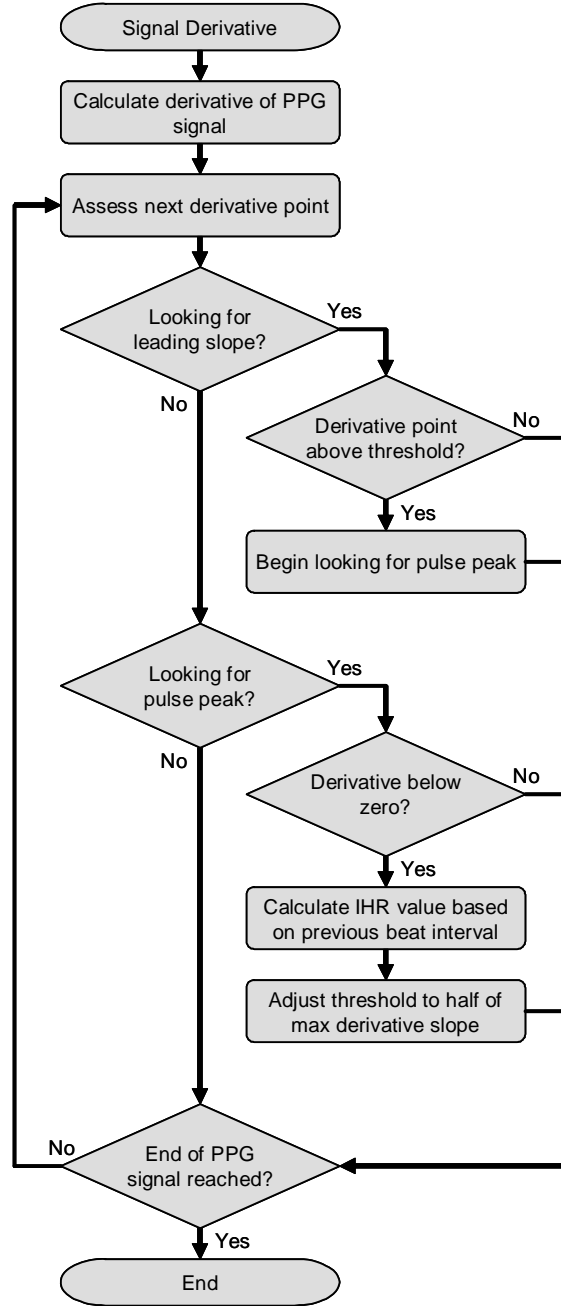 Signal Derivative
Calculate derivative of PPG
signal
Assess next derivative point
Looking for
leading slope?
Yes
No
Derivative point
above threshold?
No
Yes
Begin looking for pulse peak
Looking for
pulse peak?
Yes
No
Derivative below
zero?
No
Yes
Calculate IHR value based
on previous beat interval
Adjust threshold to half of
max derivative slope
No
End of PPG
signal reached?
Yes
End